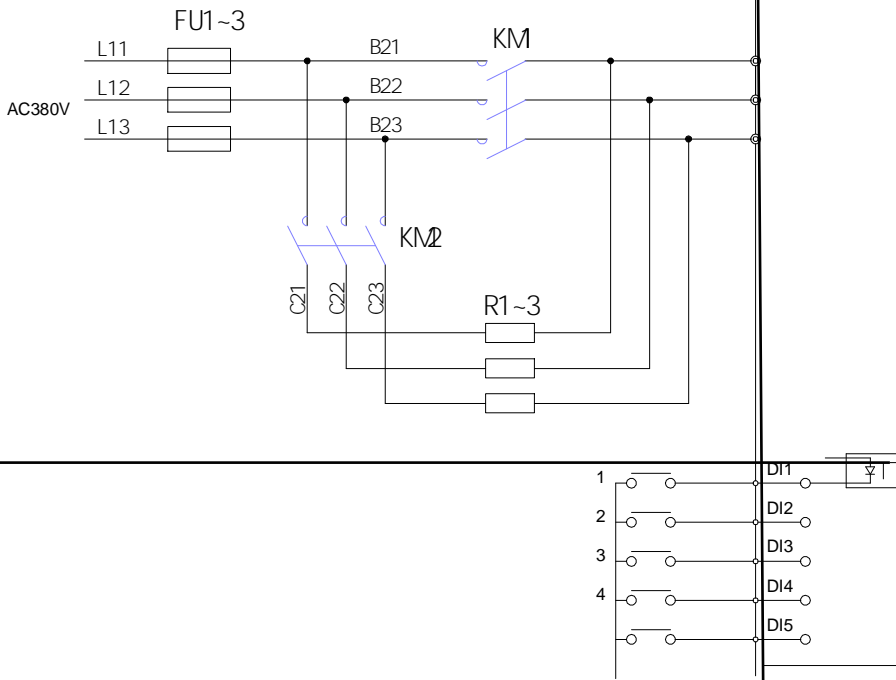 FU1~3
L11
B21
KM1
L12
B22
AC380V
L13
B23
KM2
C21
C22
C23
R1~3
1
DI1
2
DI2
3
DI3
4
DI4
DI5